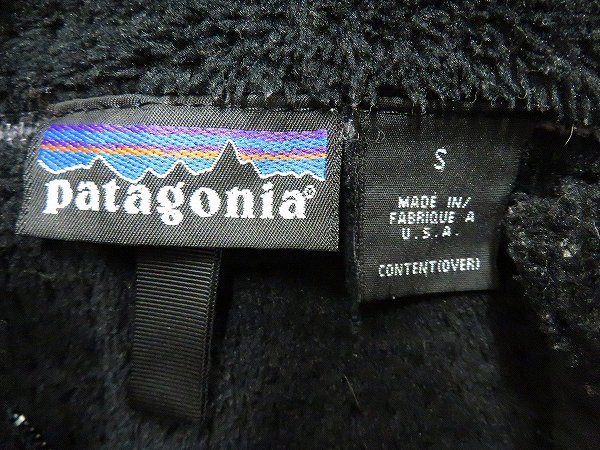 patagonia®
S
MADE IN/
FABRIQUE A
U.S.A.
CONTENT(OVER)